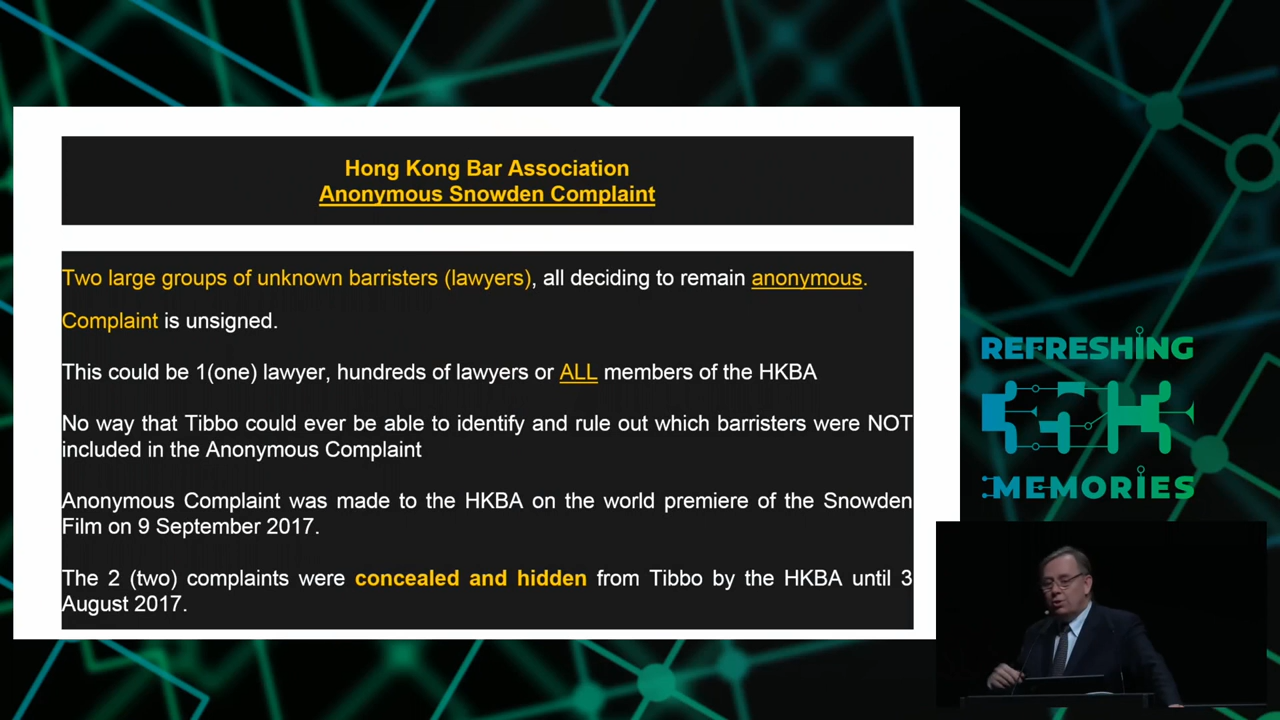 Hong Kong Bar Association
Anonymous Snowden Complaint
Two large groups of unknown barristers (lawyers), all deciding to remain anonymous.
Complaint is unsigned.
This could be 1(one) lawyer, hundreds of lawyers or ALL members of the HKBA
No way that Tibbo could ever be able to identify and rule out which barristers were NOT
included in the Anonymous Complaint
Anonymous Complaint was made to the HKBA on the world premiere of the Snowden
Film on 9 September 2017.
The 2 (two) complaints were concealed and hidden from Tibbo by the HKBA until 3
August 2017.
REFRESHING
MEMORIES